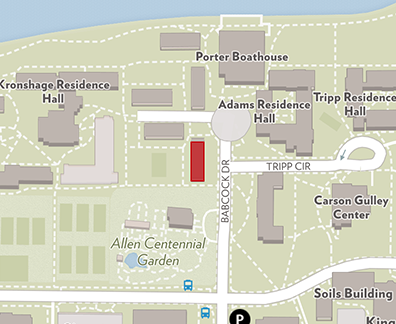 Porter Boathouse
Kronshage Residence
Hall
Adams Residence
Hall
Tripp Residence
Hall
TRIPP CIR
BABCOCK DR
Carson Gulley
Center
Allen Centennial
Garden
Soils Building
King
P